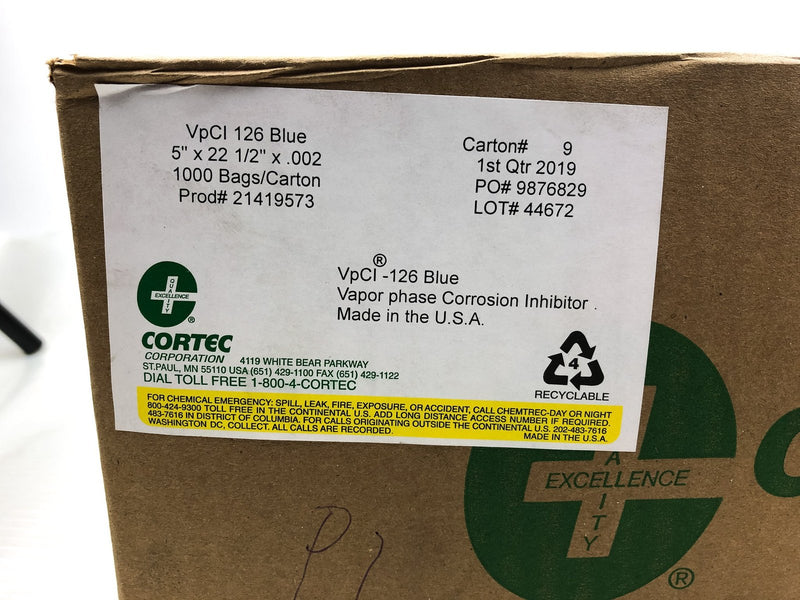 VpCI 126 Blue
5" x 22 1/2" x .002
1000 Bags/Carton
Prod# 21419573
Carton# 9
1st Qtr 2019
PO# 9876829
LOT# 44672
VpCI ® -126 Blue
Vapor phase Corrosion Inhibitor .
Made in the U.S.A.
QUALITY
EXCELLENCE
®
CORTEC
CORPORATION
4119 WHITE BEAR PARKWAY
ST.PAUL, MN 55110 USA (651) 429-1100 FAX (651) 429-1122
DIAL TOLL FREE 1-800-4-CORTEC
4
RECYCLABLE
FOR CHEMICAL EMERGENCY: SPILL, LEAK, FIRE, EXPOSURE, OR ACCIDENT, CALL CHEMTREC-DAY OR NIGHT
800-424-9300 TOLL FREE IN THE CONTINENTAL U.S. ADD LONG DISTANCE ACCESS NUMBER IF REQUIRED.
483-7616 IN DISTRICT OF COLUMBIA. FOR CALLS ORIGINATING OUTSIDE THE CONTINENTAL U.S. 202-483-7616
WASHINGTON DC, COLLECT. ALL CALLS ARE RECORDED. MADE IN THE U.S.A.
EXCELLENCE
®